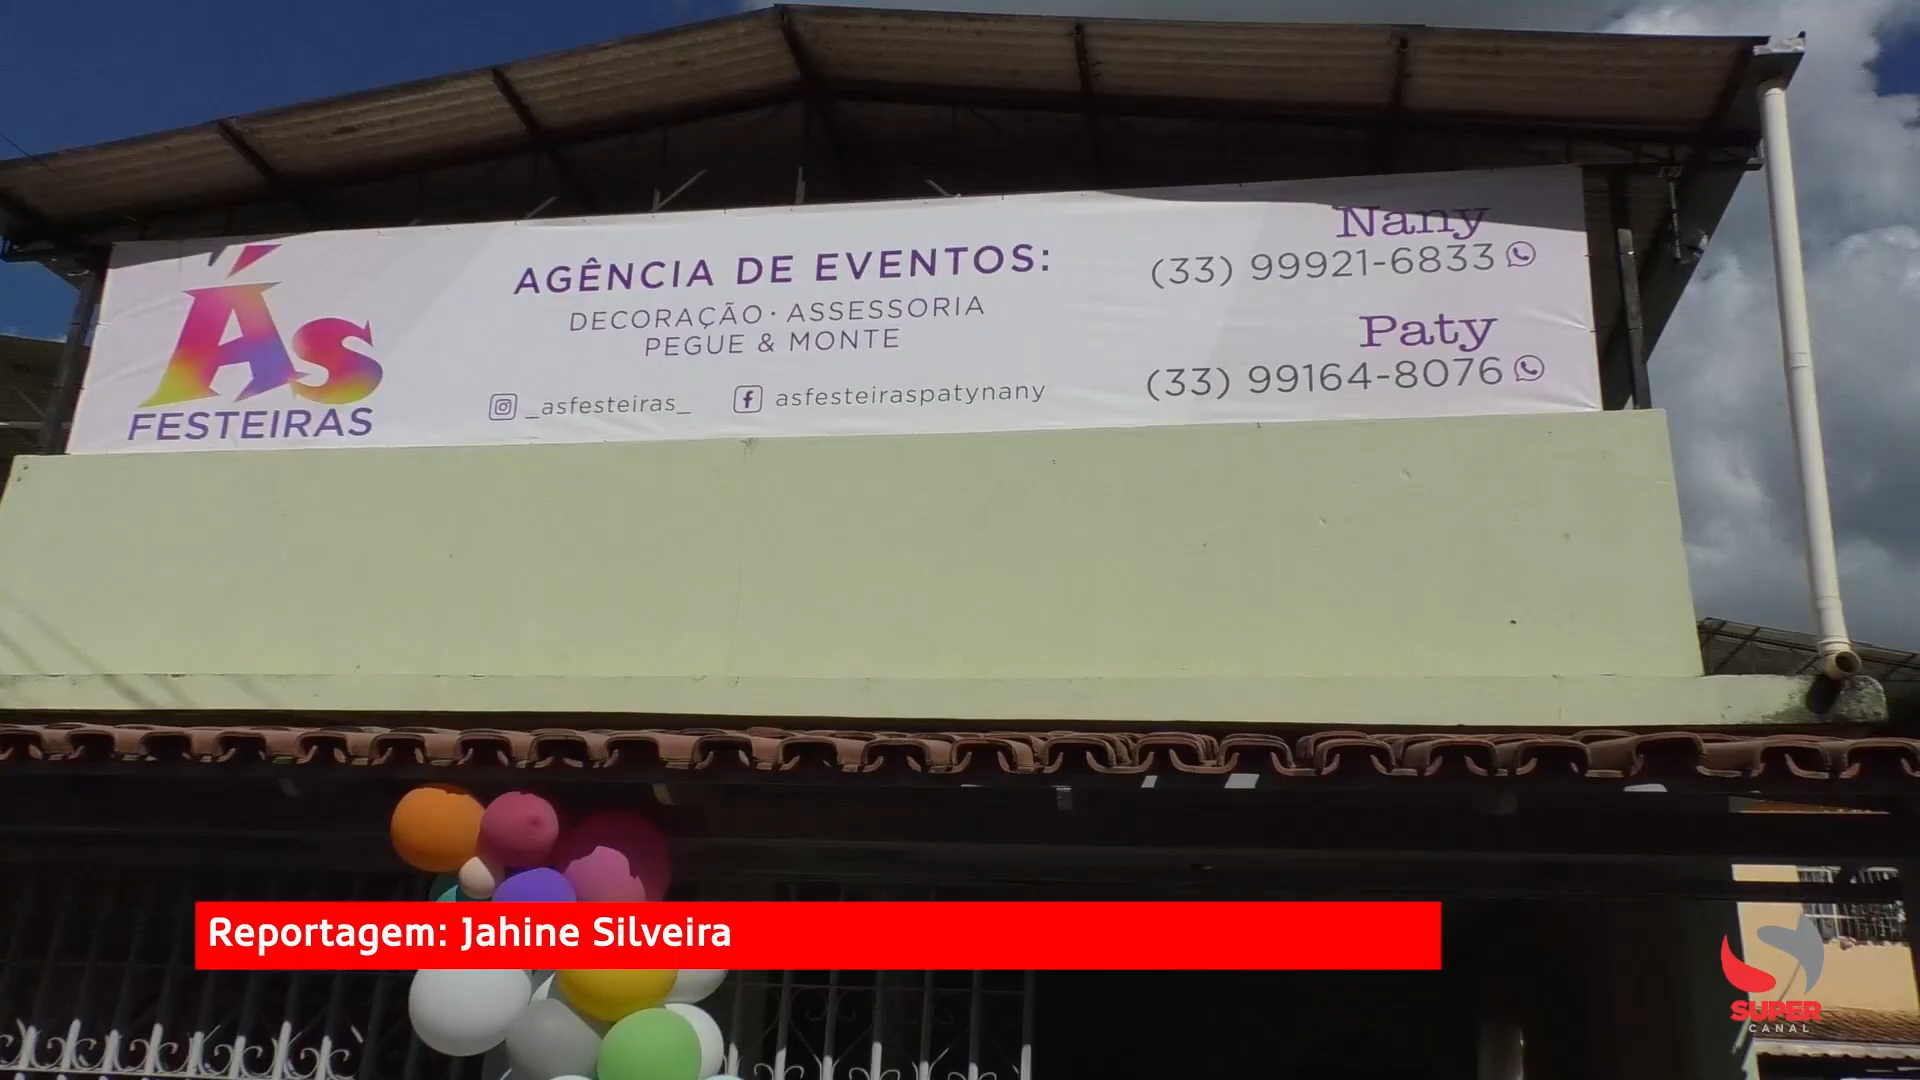 Ás
FESTEIRAS
AGÊNCIA DE EVENTOS:
DECORAÇÃO · ASSESSORIA
PEGUE & MONTE
_asfesteiras_
asfesteiraspatynany
Nany
(33) 99921-6833
Paty
(33) 99164-8076
Reportagem: Jahine Silveira
SUPER
CANAL